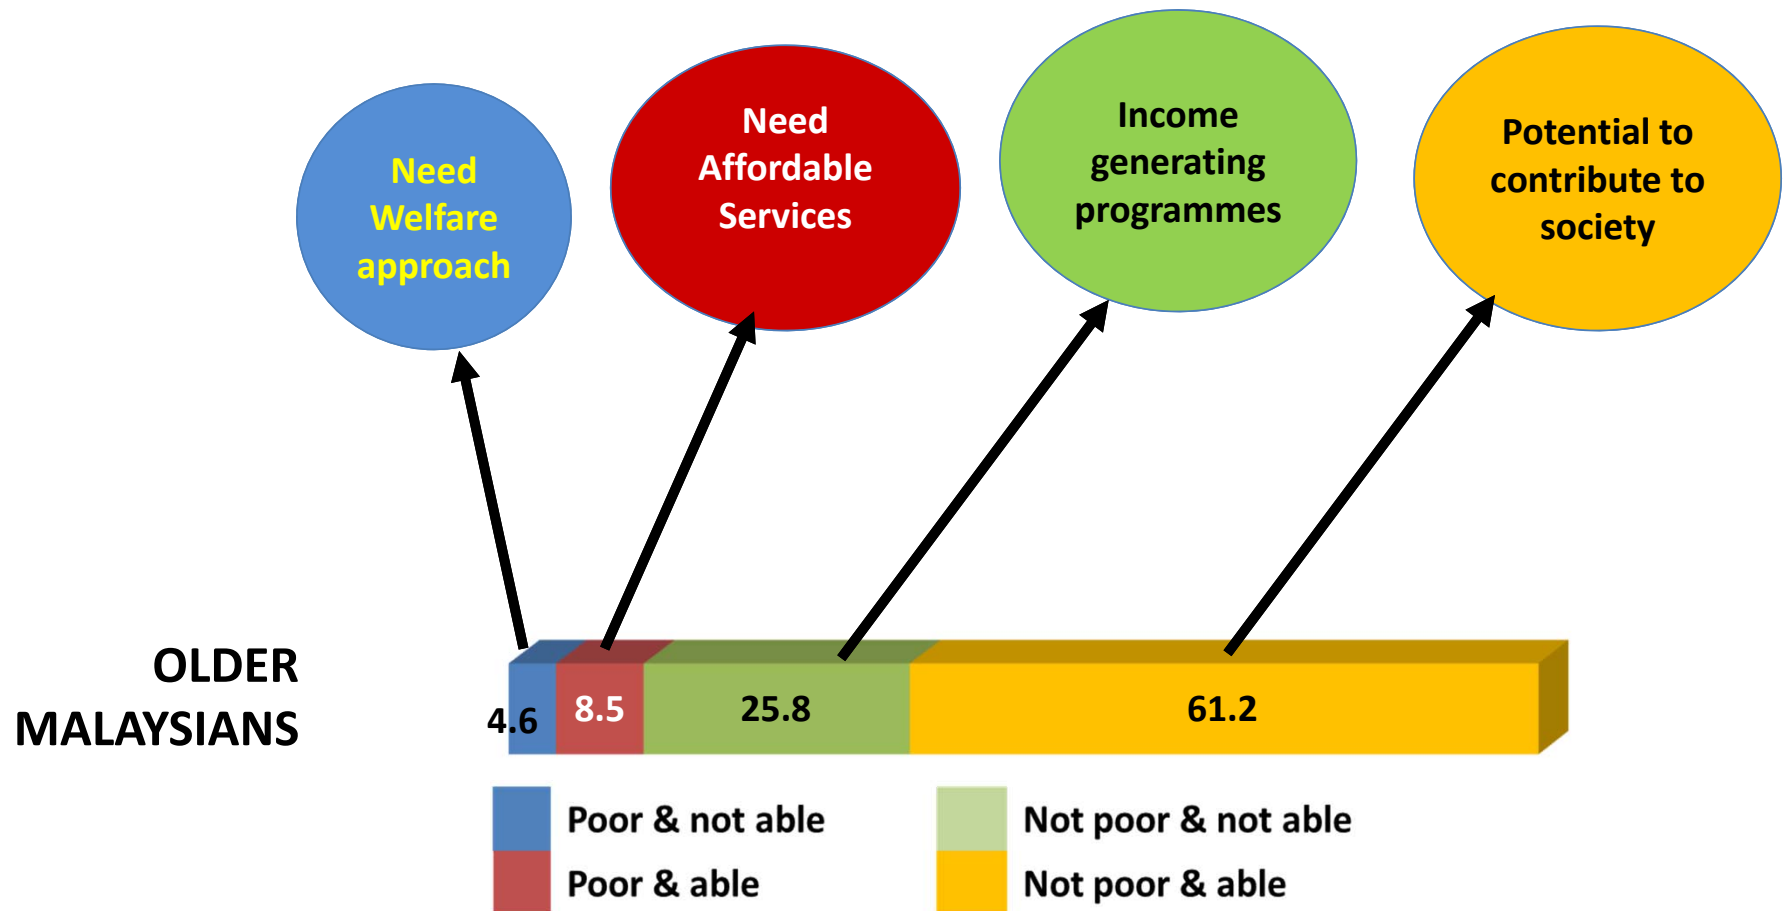 Need
Welfare
approach
Need
Affordable
Services
Income
generating
programmes
Potential to
contribute to
society
OLDER
MALAYSIANS
4.6
8.5
25.8
61.2
Poor & not able
Not poor & not able
Poor & able
Not poor & able